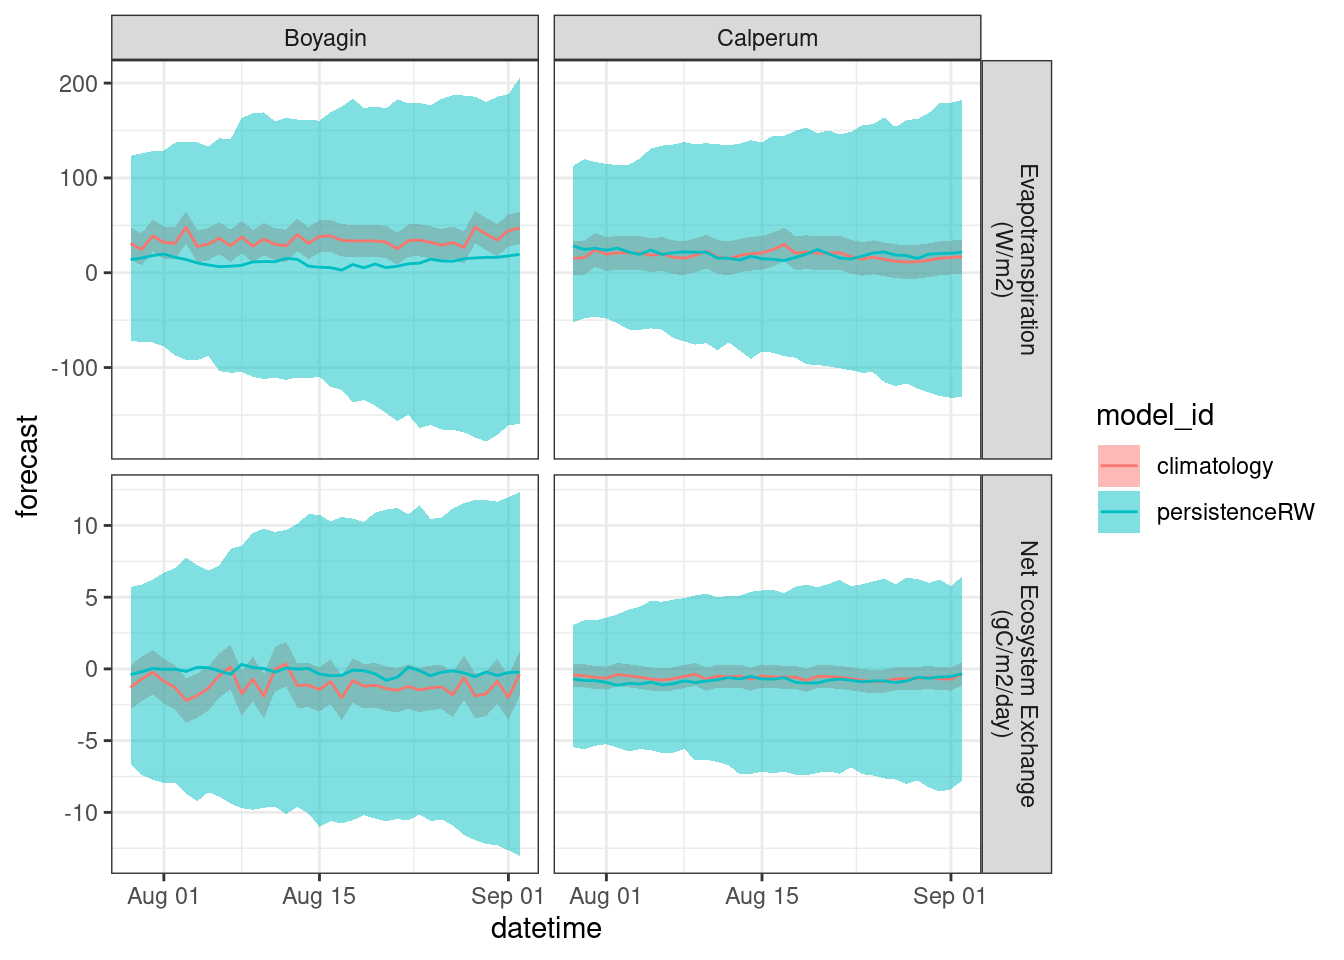 Boyagin
Calperum
200
100
0
-100
Evapotranspiration
(W/m2)
forecast
10
5
0
-5
-10
Net Ecosystem Exchange
(gC/m2/day)
Aug 01
Aug 15
Sep 01
Aug 01
Aug 15
Sep 01
datetime
model_id
climatology
persistenceRW